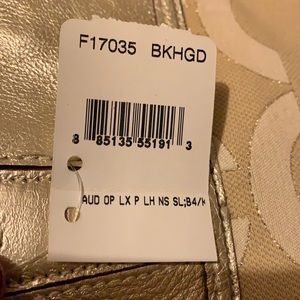 F17035 BKHGD
8 85135 55191 3
AUD OP LX P LH NS SL;B4/K